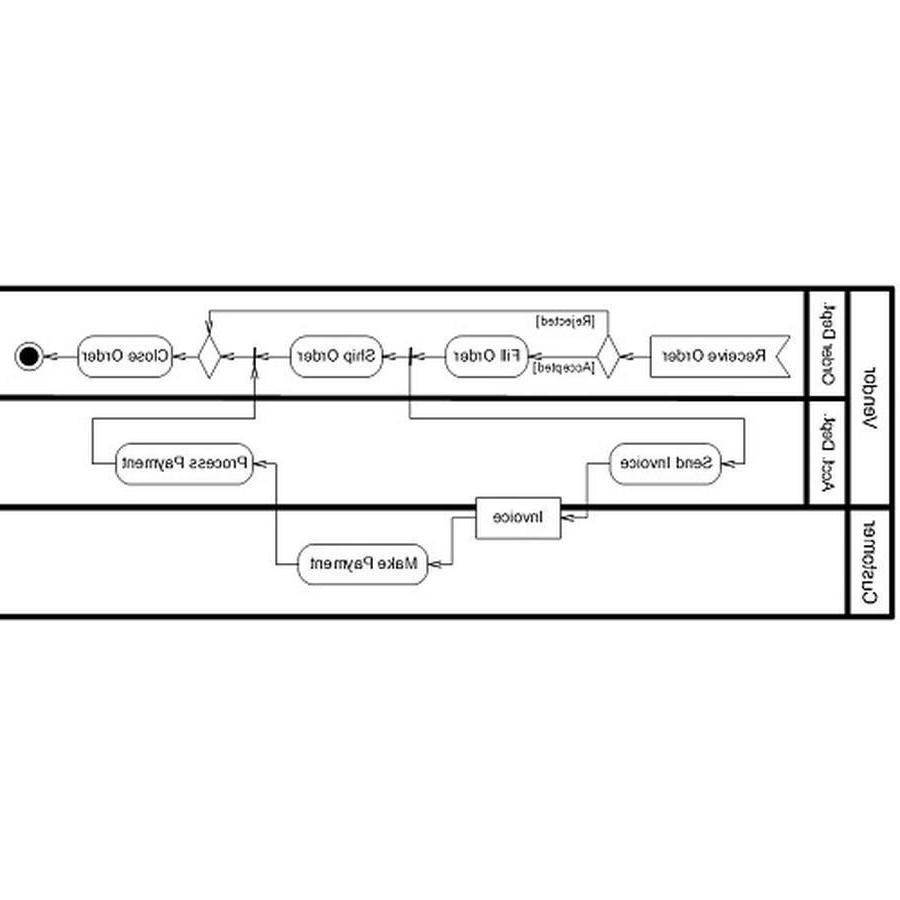 Vendor
Order Dept.
Receive Order
[Rejected]
[Accepted]
Fill Order
Ship Order
Close Order
Acct. Dept.
Send Invoice
Process Payment
Invoice
Customer
Make Payment